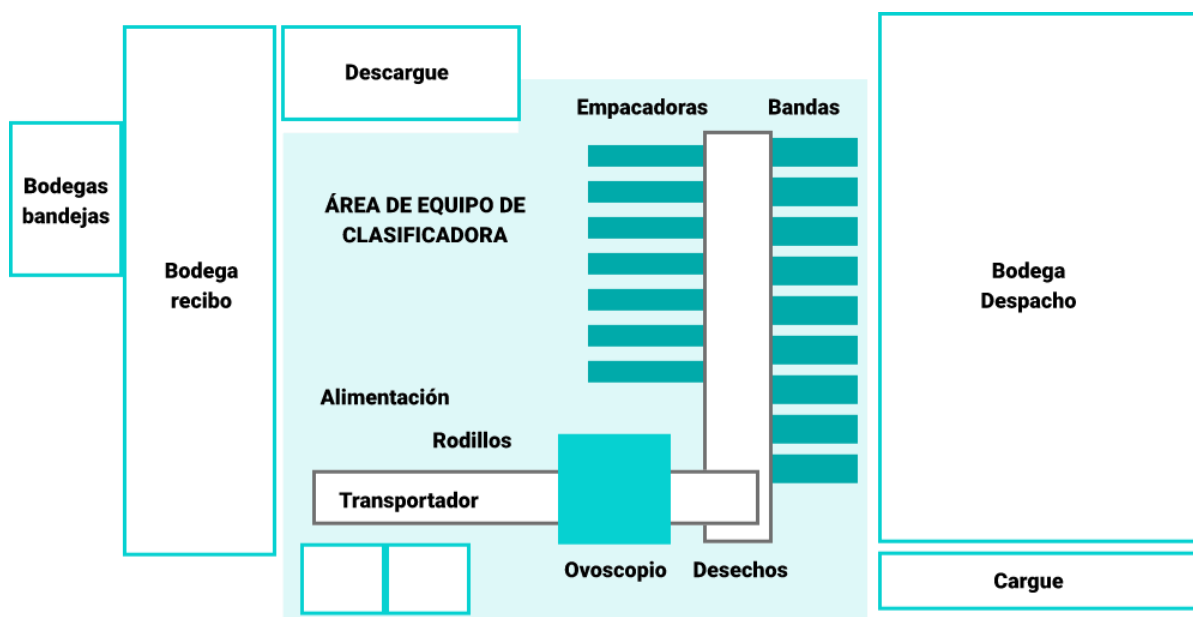 Descargue
Empacadoras
Bandas
Bodegas
bandejas
ÁREA DE EQUIPO DE
CLASIFICADORA
Bodega
recibo
Bodega
Despacho
Alimentación
Rodillos
Transportador
Ovoscopio
Desechos
Cargue